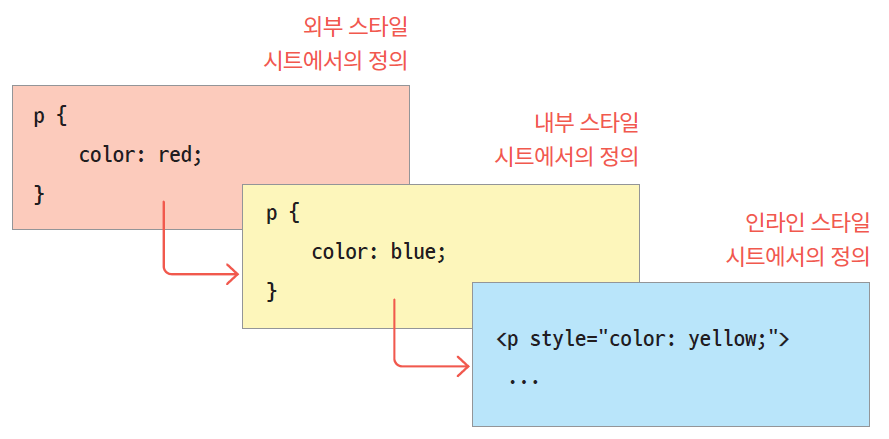 외부 스타일
시트에서의 정의
p {
color: red;
}
내부 스타일
시트에서의 정의
p {
color: blue;
}
인라인 스타일
시트에서의 정의
<p style="color: yellow;">
...